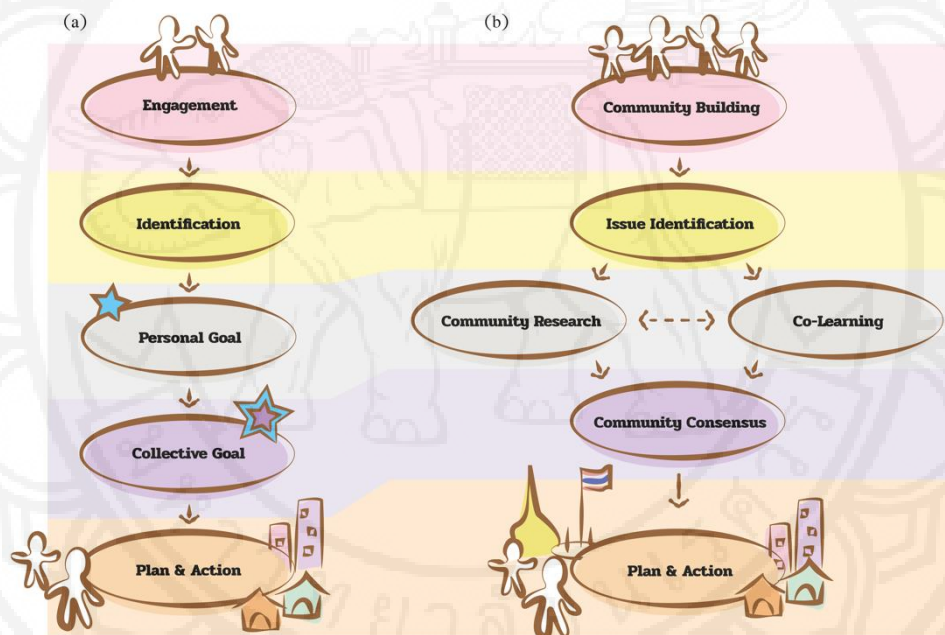 (a)
Engagement
Identification
Personal Goal
Collective Goal
Plan & Action
(b)
Community Building
Issue Identification
Community Research
Co-Learning
Community Consensus
Plan & Action